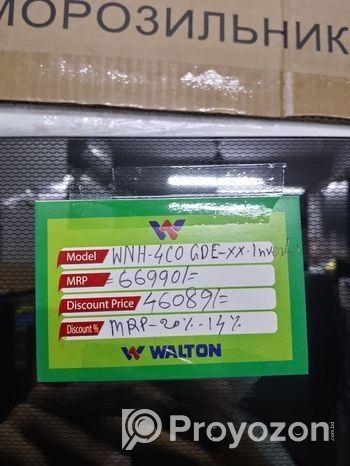 МОРОЗИЛЬНИК
Model WNH-4C0 GDE-XX-Inverter
MRP = 66990/=
Discount Price 46089/=
Discount % MRP-20%-14%
WALTON
Proyozon